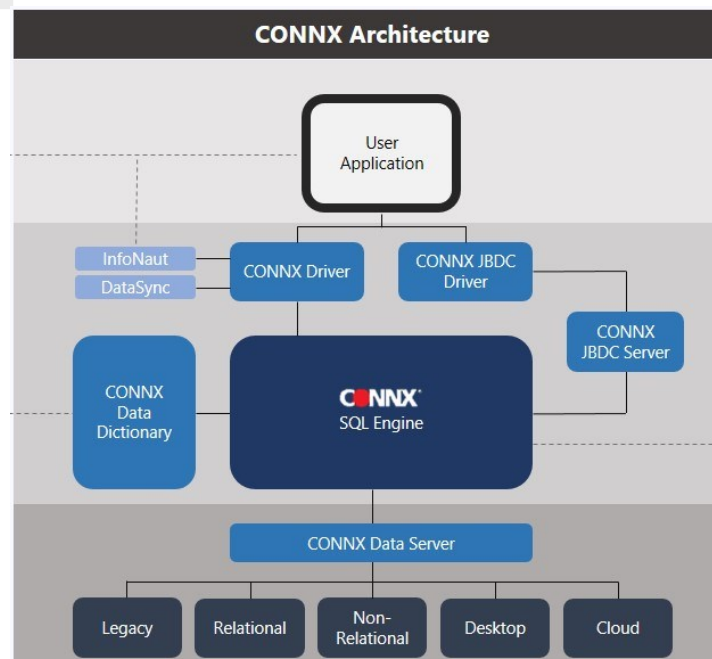 CONNX Architecture
User
Application
InfoNaut
DataSync
CONNX Driver
CONNX JBDC
Driver
CONNX
JBDC Server
CONNX
Data
Dictionary
CONNX
SQL Engine
CONNX Data Server
Legacy
Relational
Non-
Relational
Desktop
Cloud